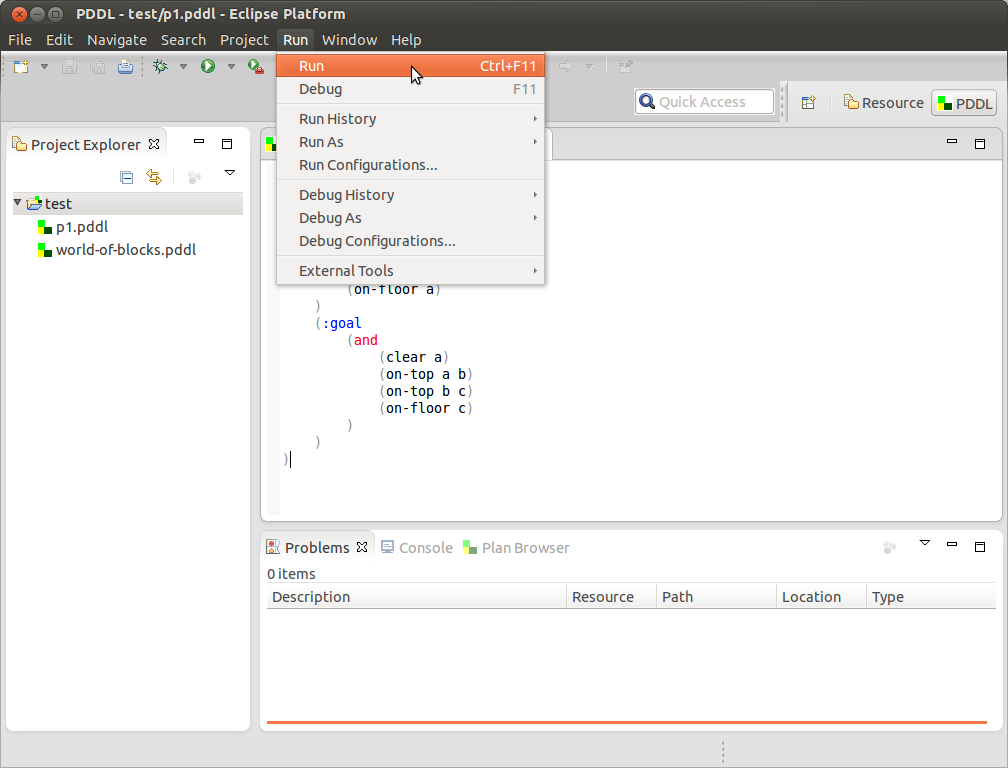 PDDL - test/p1.pddl - Eclipse Platform
File Edit Navigate Search Project Run Window Help
Run Ctrl+F11
Debug F11
Run History
Run As
Run Configurations...
Debug History
Debug As
Debug Configurations...
External Tools
Quick Access
Resource
PDDL
Project Explorer
test
p1.pddl
world-of-blocks.pddl
(on-floor a)
)
(:goal
(and
(clear a)
(on-top a b)
(on-top b c)
(on-floor c)
)
)
)
Problems Console Plan Browser
0 items
Description Resource Path Location Type